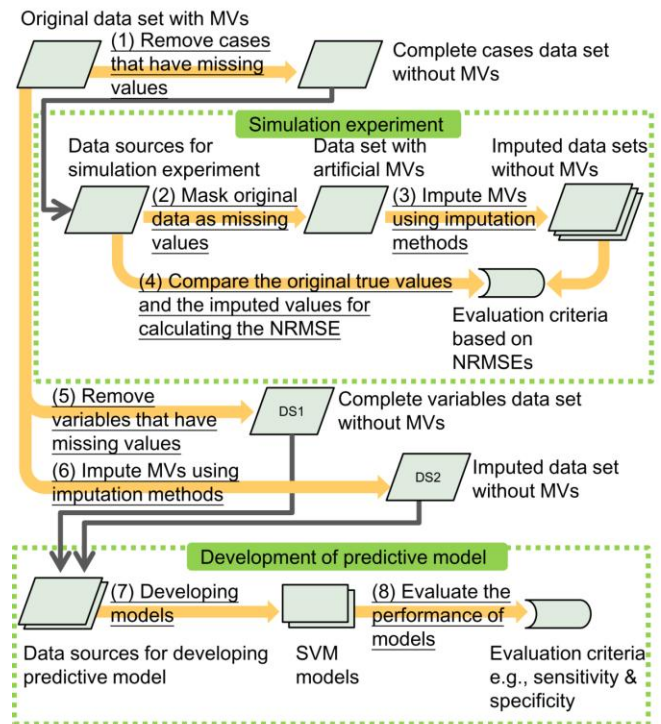 Original data set with MVs
(1) Remove cases
that have missing
values
Complete cases data set
without MVs
Simulation experiment
Data sources for
simulation experiment
Data set with
artificial MVs
Imputed data sets
without MVs
(2) Mask original
data as missing
values
(3) Impute MVs
using imputation
methods
(4) Compare the original true values
and the imputed values for
calculating the NRMSE
Evaluation criteria
based on
NRMSEs
(5) Remove
variables that have
missing values
DS1
Complete variables data set
without MVs
(6) Impute MVs using
imputation methods
DS2
Imputed data set
without MVs
Development of predictive model
(7) Developing
models
(8) Evaluate the
performance of
models
Data sources for developing
predictive model
SVM
models
Evaluation criteria
e.g., sensitivity &
specificity